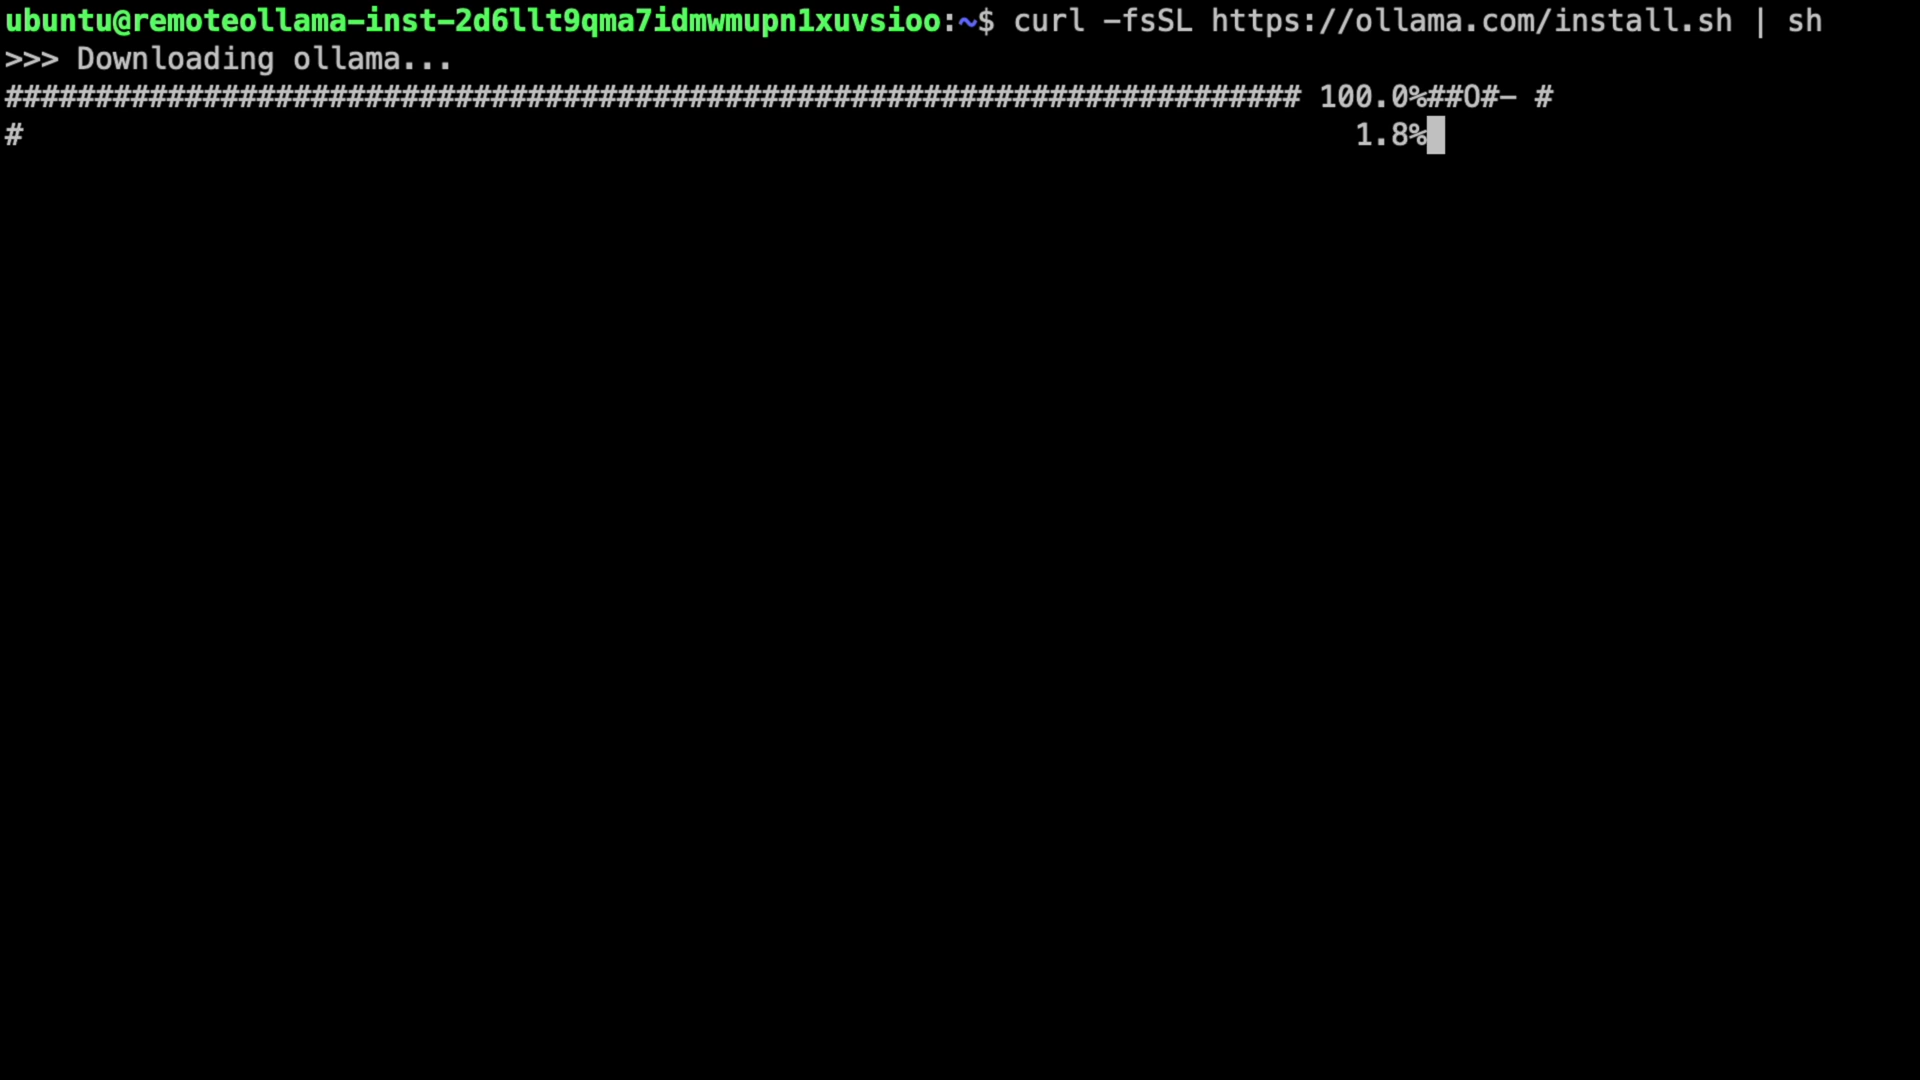 ubuntu@remoteollama-inst-2d6llt9qma7idmwmupn1xuvsioo:~$ curl -fsSL https://ollama.com/install.sh | sh
>>> Downloading ollama...
######################################################################## 100.0%##O#- #
#                                                                          1.8%